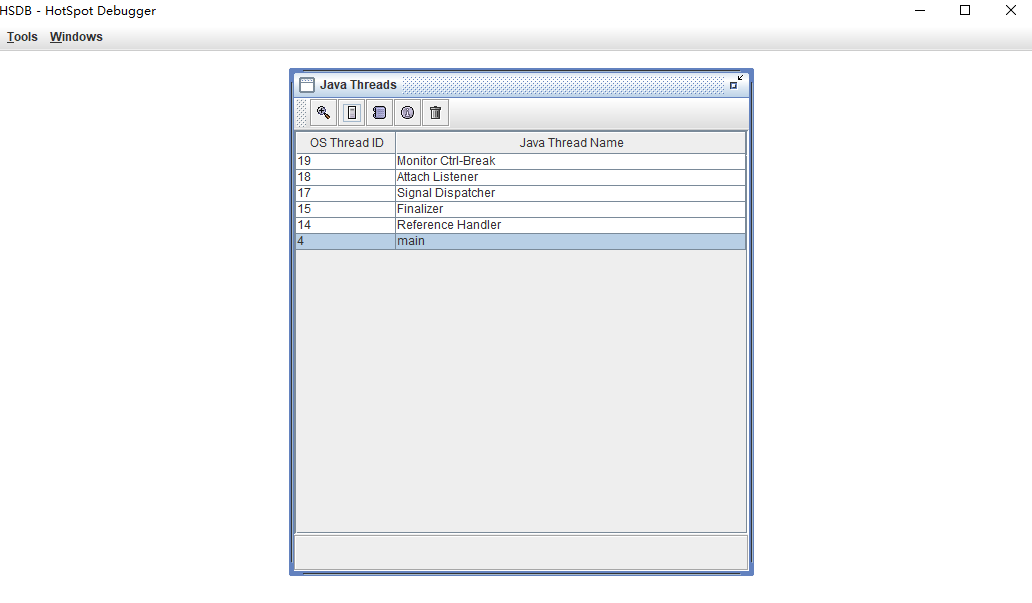 HSDB - HotSpot Debugger
Tools Windows
Java Threads
OS Thread ID Java Thread Name
19 Monitor Ctrl-Break
18 Attach Listener
17 Signal Dispatcher
15 Finalizer
14 Reference Handler
4 main